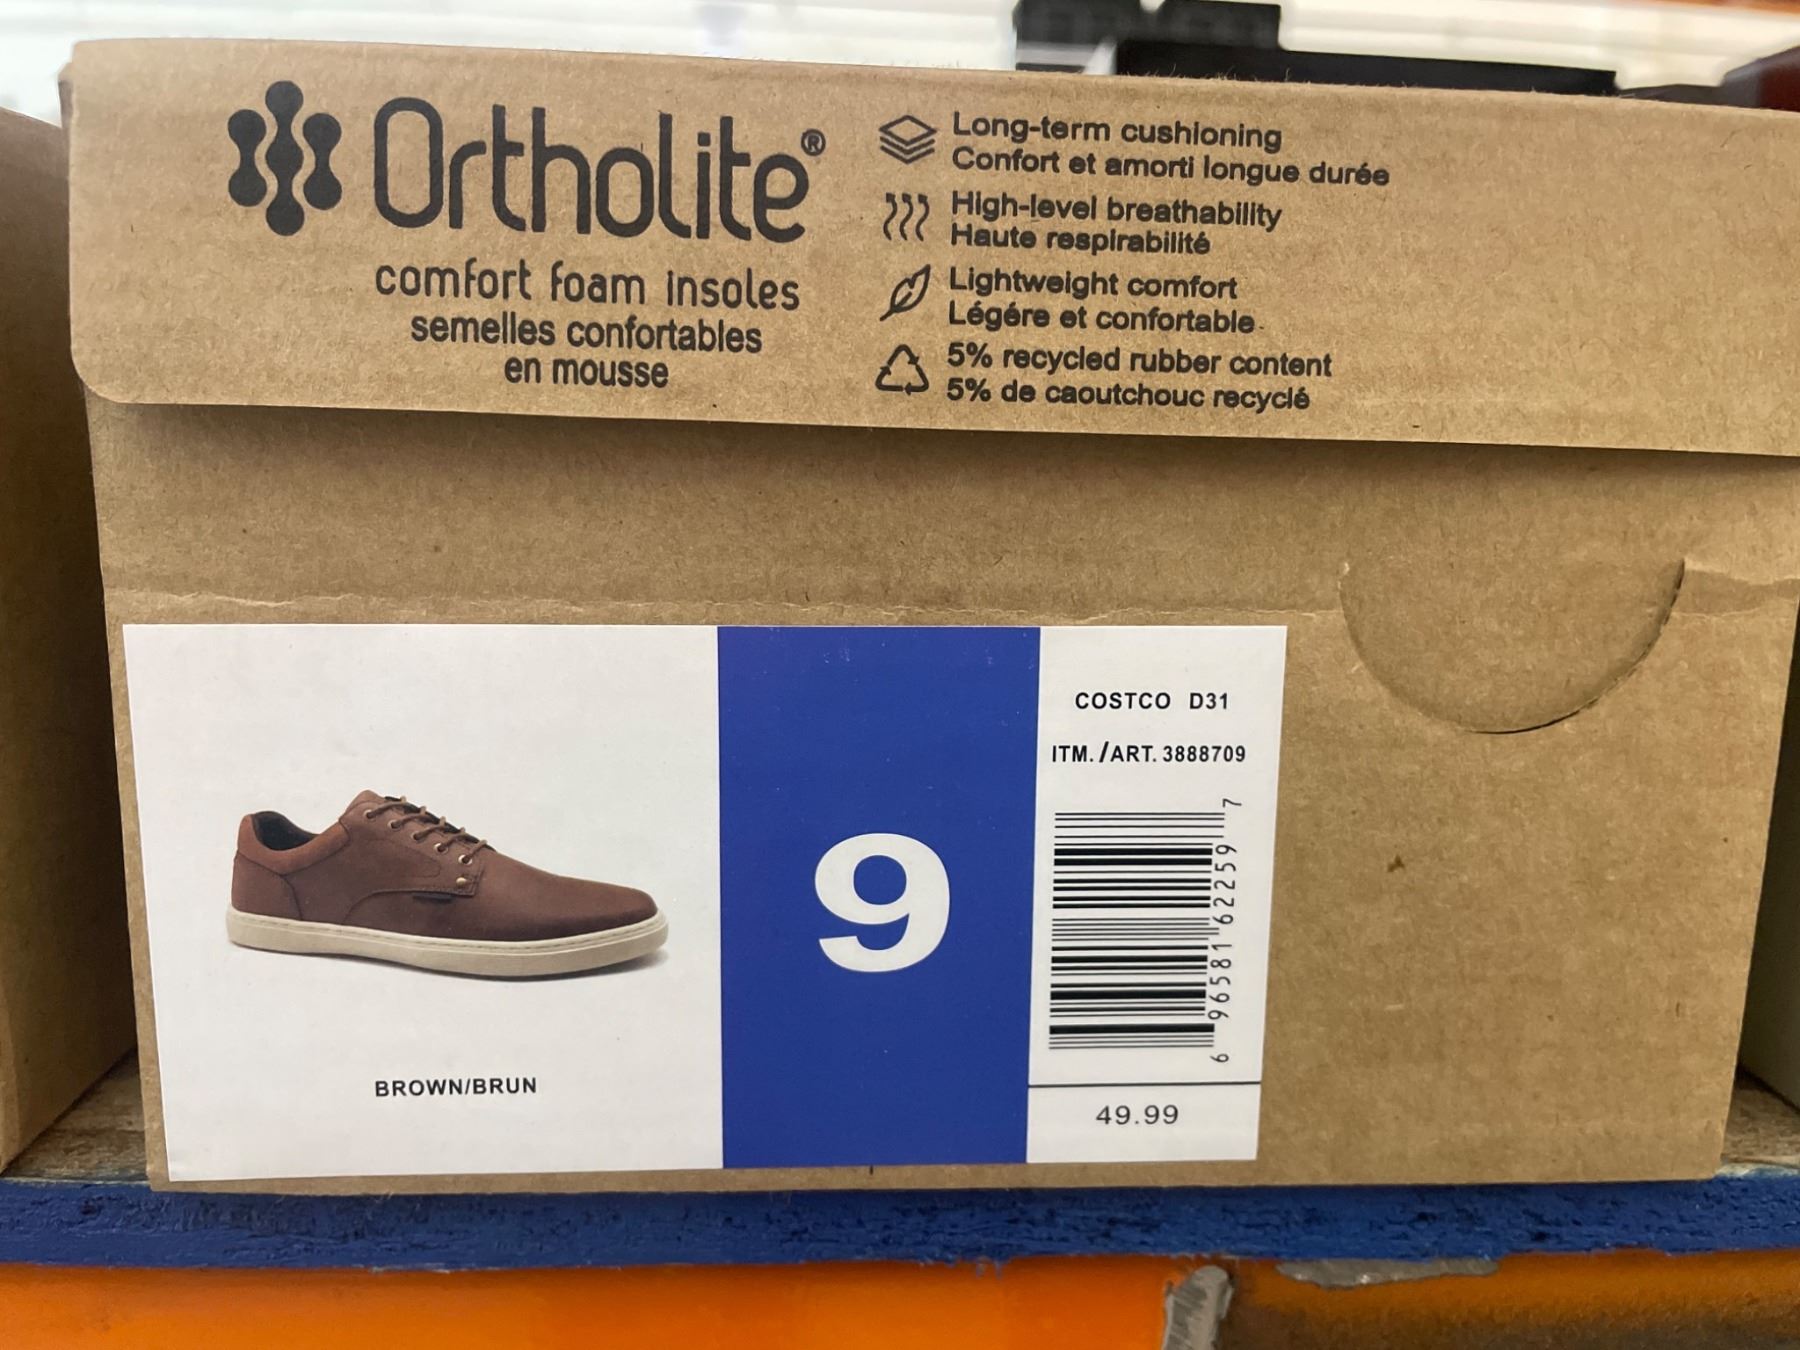 Ortholite®
comfort foam insoles
semelles confortables
en mousse
Long-term cushioning
Confort et amorti longue durée
High-level breathability
Haute respirabilité
Lightweight comfort
Légére et confortable
5% recycled rubber content
5% de caoutchouc recyclé
BROWN/BRUN
9
COSTCO D31
ITM./ART. 3888709
6 96581 62259 7
49.99